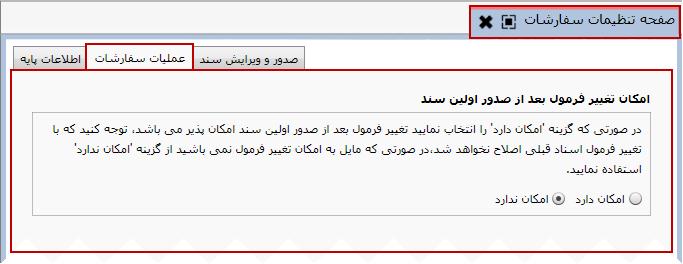 صفحه تنظیمات سفارشات
اطلاعات پایه عملیات سفارشات صدور و ویرایش سند
امکان تغییر فرمول بعد از صدور اولین سند
در صورتی که گزینه 'امکان دارد' را انتخاب نمایید تغییر فرمول بعد از صدور اولین سند امکان پذیر می باشد، توجه کنید که با
تغییر فرمول اسناد قبلی اصلاح نخواهد شد،در صورتی که مایل به امکان تغییر فرمول نمی باشید از گزینه 'امکان ندارد'
استفاده نمایید.
امکان دارد امکان ندارد